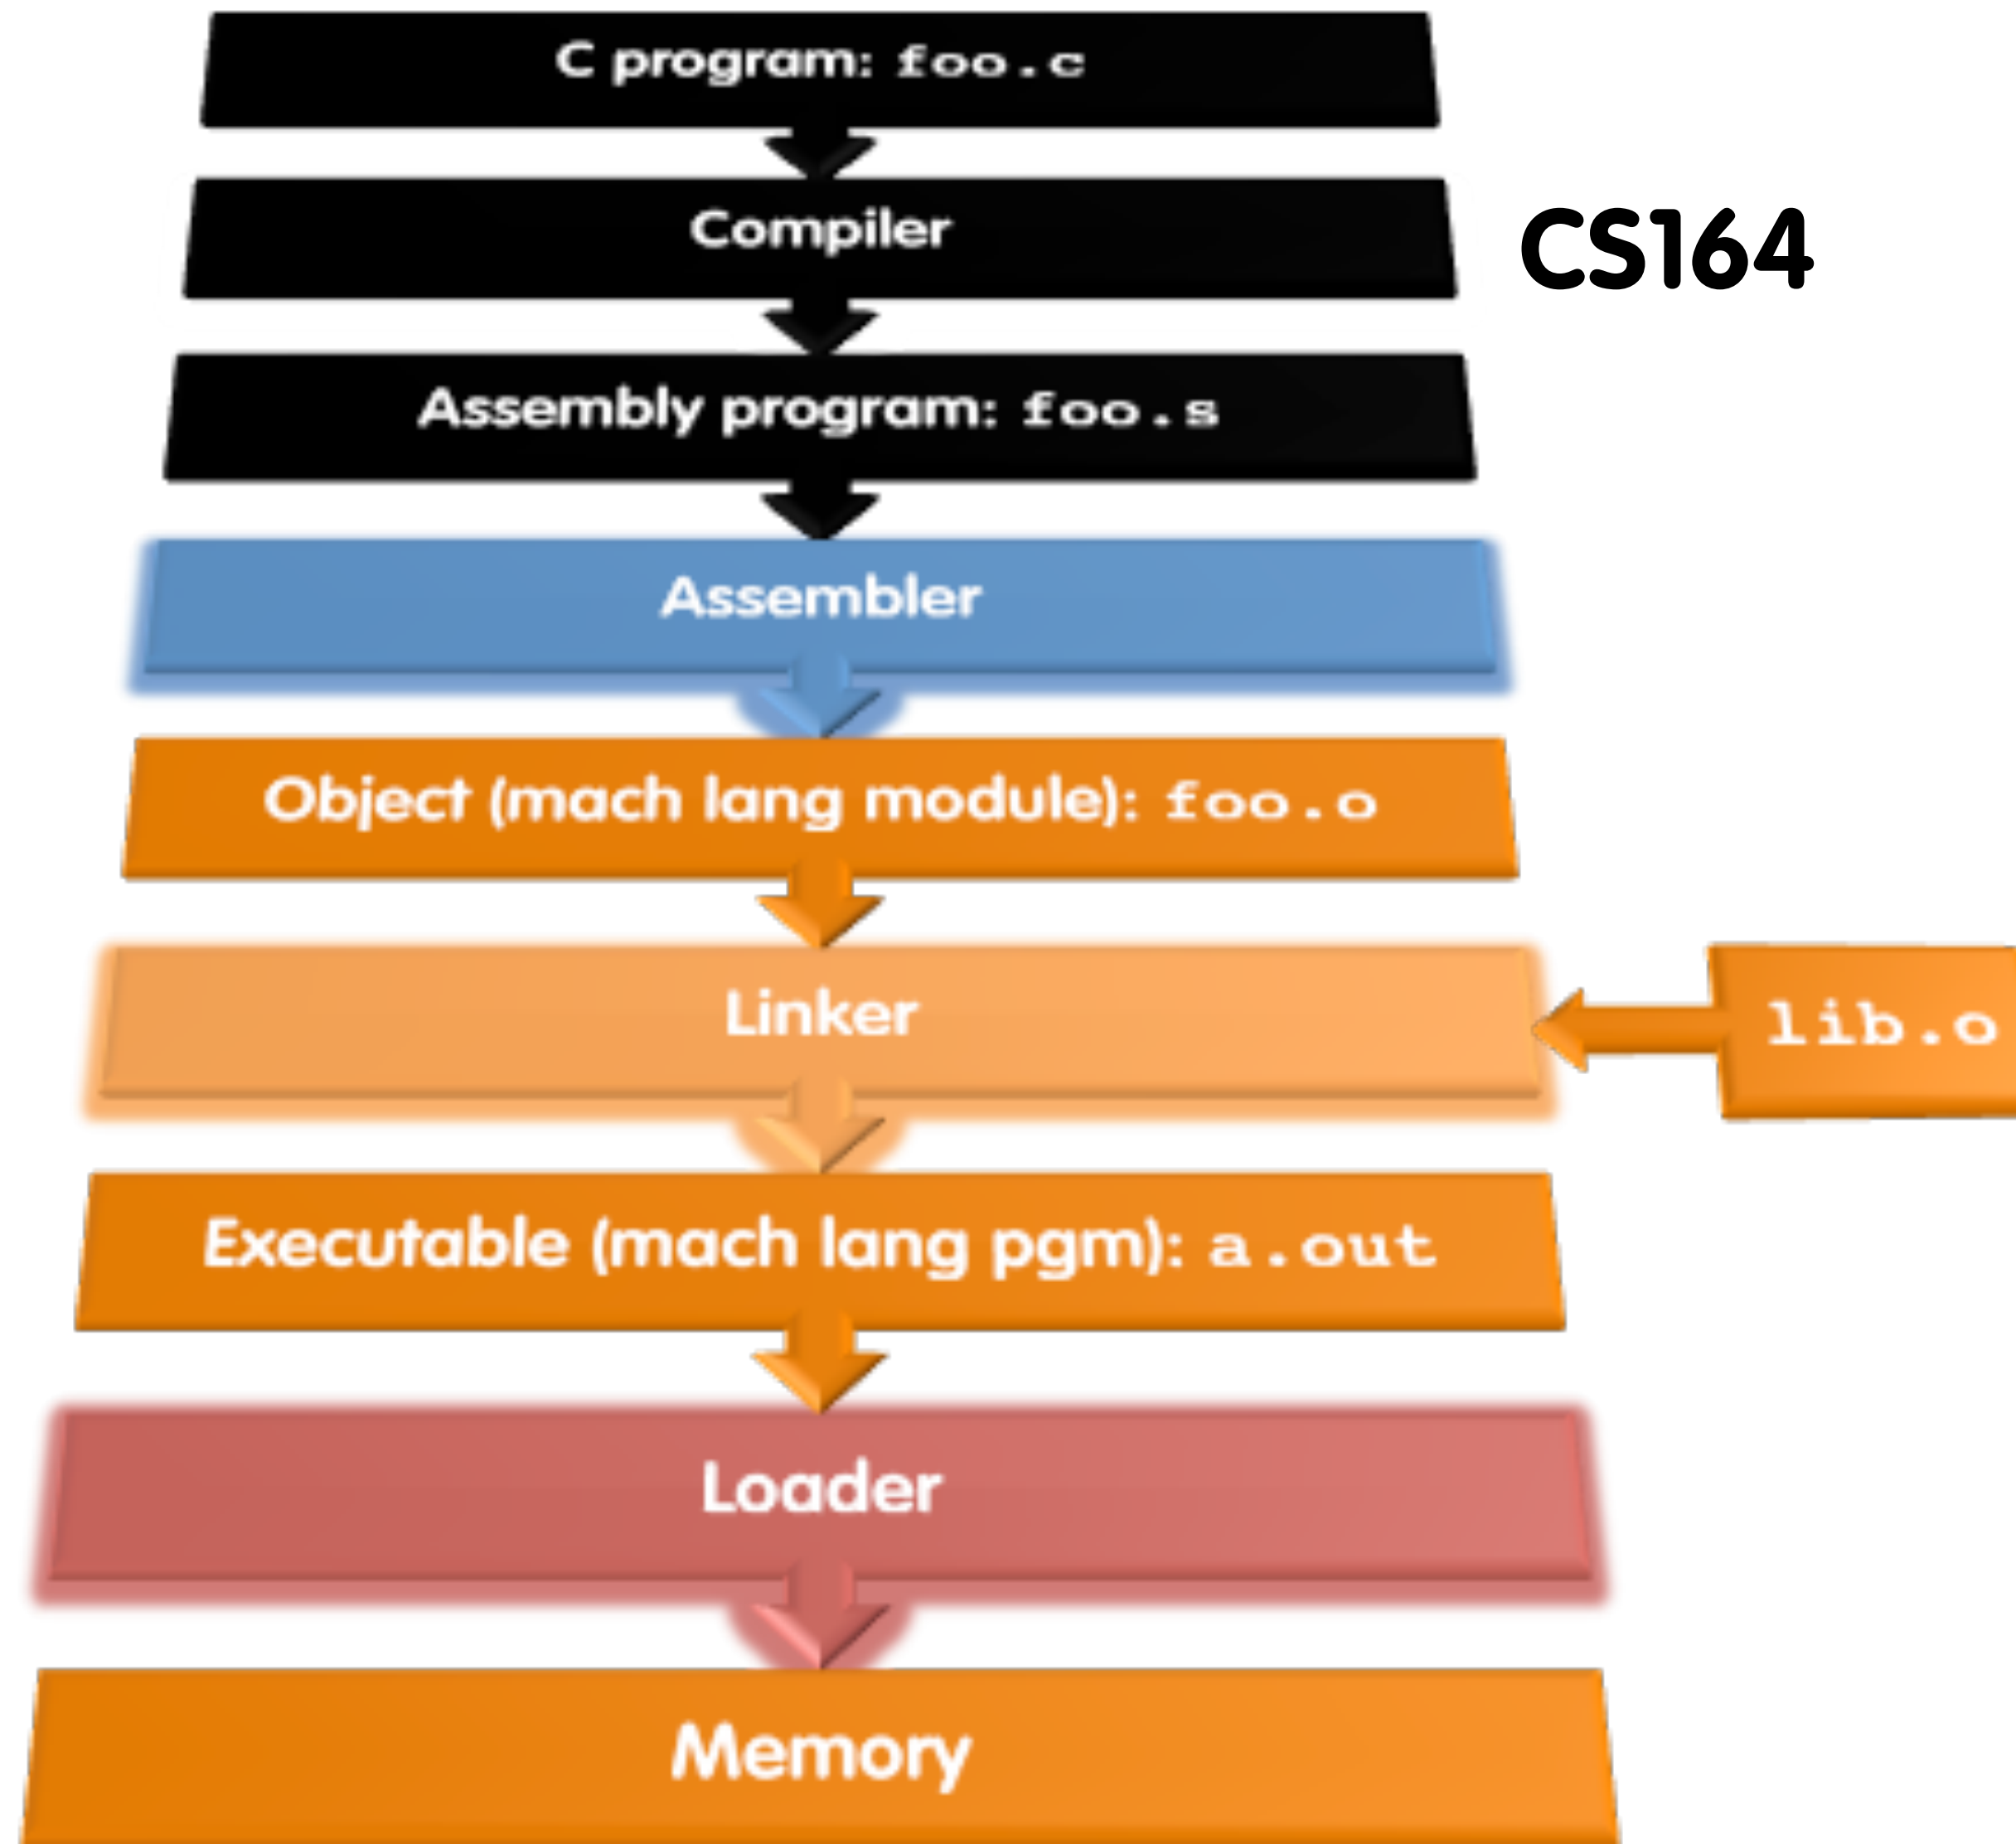 C program: foo.c
Compiler
CS164
Assembly program: foo.s
Assembler
Object (mach lang module): foo.o
Linker
lib.o
Executable (mach lang pgm): a.out
Loader
Memory